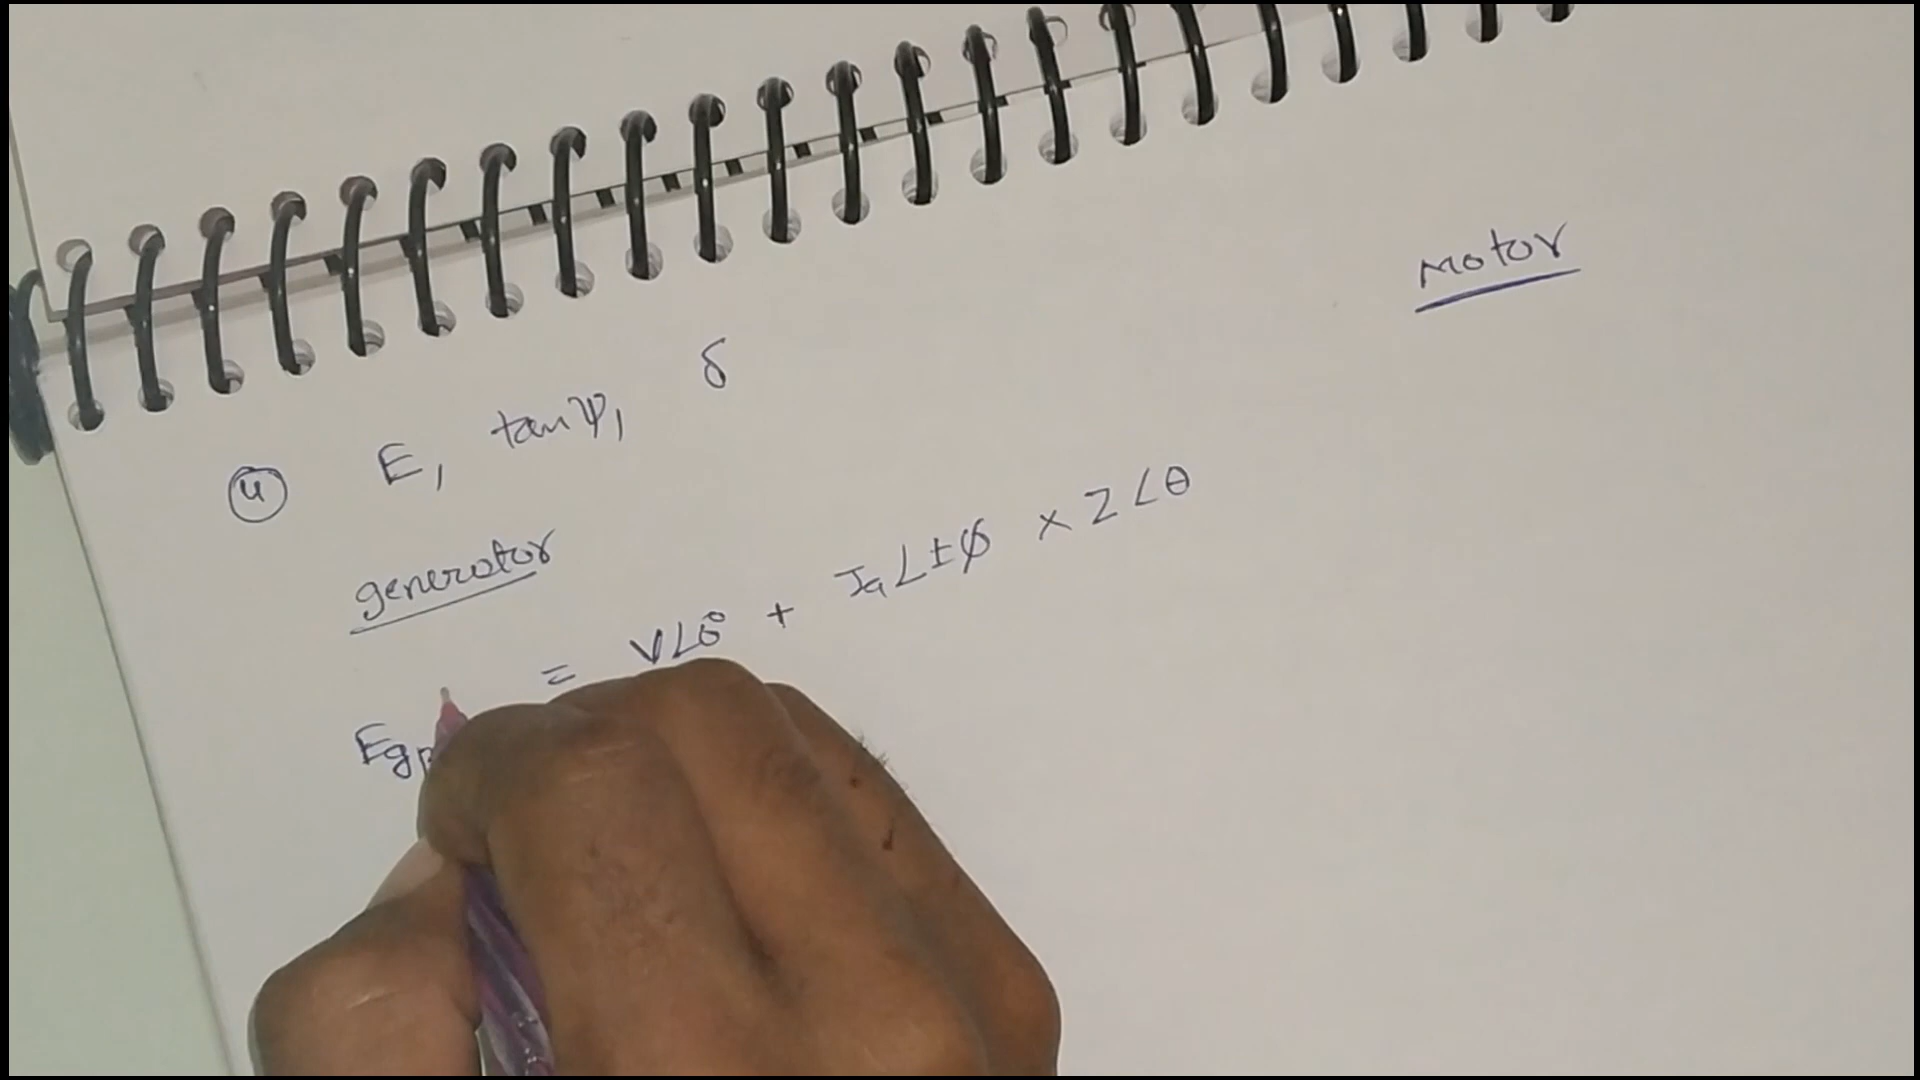 Motor
④ E, tanψ, δ
generator
Eg = V∠0° + Ia∠±ϕ × Z∠θ